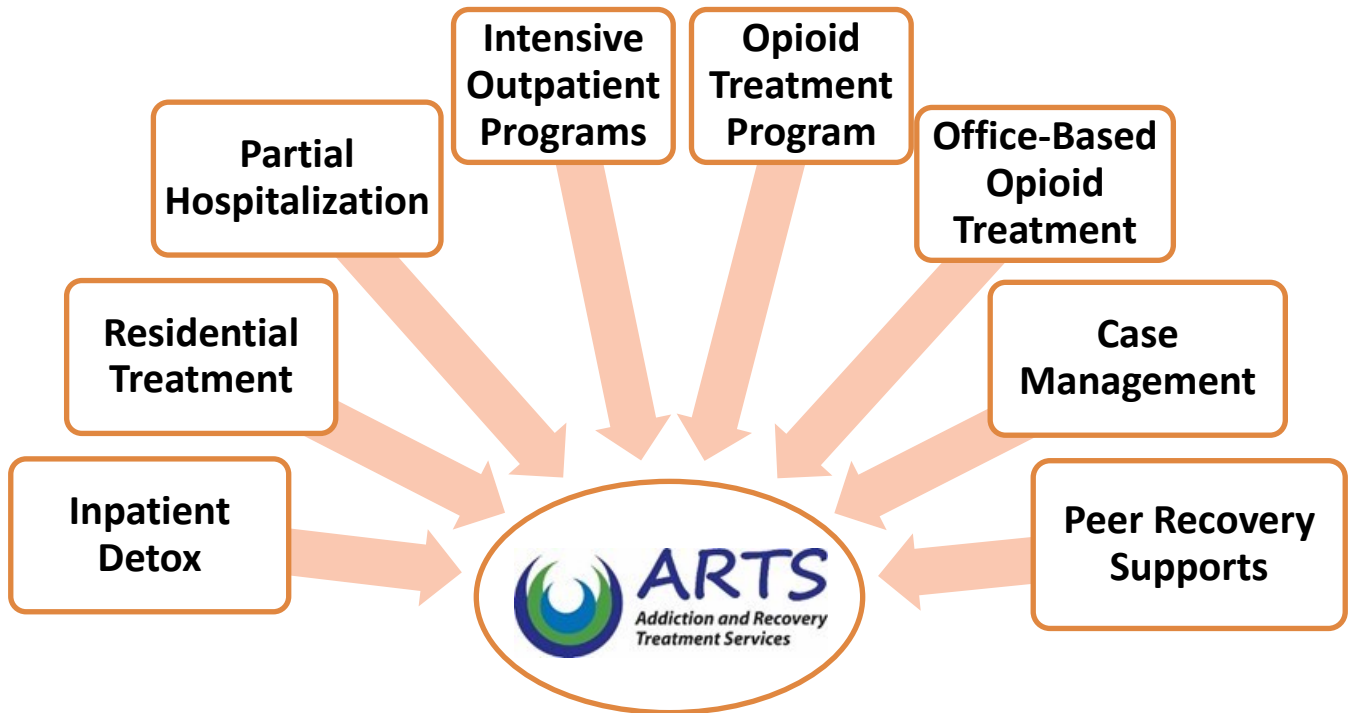 Inpatient
Detox
Residential
Treatment
Partial
Hospitalization
Intensive
Outpatient
Programs
Opioid
Treatment
Program
Office-Based
Opioid
Treatment
Case
Management
Peer Recovery
Supports
ARTS
Addiction and Recovery
Treatment Services